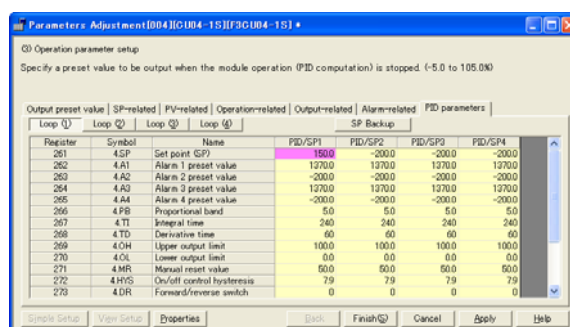 Parameters Adjustment[004][CU04-1S][F3CU04-1S] *
(3) Operation parameter setup
Specify a preset value to be output when the module operation (PID computation) is stopped. (-5.0 to 105.0%)
Output preset value SP-related PV-related Operation-related Output-related Alarm-related PID parameters
Loop (1) Loop (2) Loop (3) Loop (4) SP Backup
Register Symbol Name PID/SP1 PID/SP2 PID/SP3 PID/SP4
261 4.SP Set point (SP) 150.0 -200.0 -200.0 -200.0
262 4.A1 Alarm 1 preset value 1370.0 1370.0 1370.0 1370.0
263 4.A2 Alarm 2 preset value -200.0 -200.0 -200.0 -200.0
264 4.A3 Alarm 3 preset value 1370.0 1370.0 1370.0 1370.0
265 4.A4 Alarm 4 preset value -200.0 -200.0 -200.0 -200.0
266 4.PB Proportional band 5.0 5.0 5.0 5.0
267 4.TI Integral time 240 240 240 240
268 4.TD Derivative time 60 60 60 60
269 4.OH Upper output limit 100.0 100.0 100.0 100.0
270 4.OL Lower output limit 0.0 0.0 0.0 0.0
271 4.MR Manual reset value 50.0 50.0 50.0 50.0
272 4.HYS On/off control hysteresis 7.9 7.9 7.9 7.9
273 4.DR Forward/reverse switch 0 0 0 0
Simple Setup View Setup Properties Back Finish(S) Cancel Apply Help